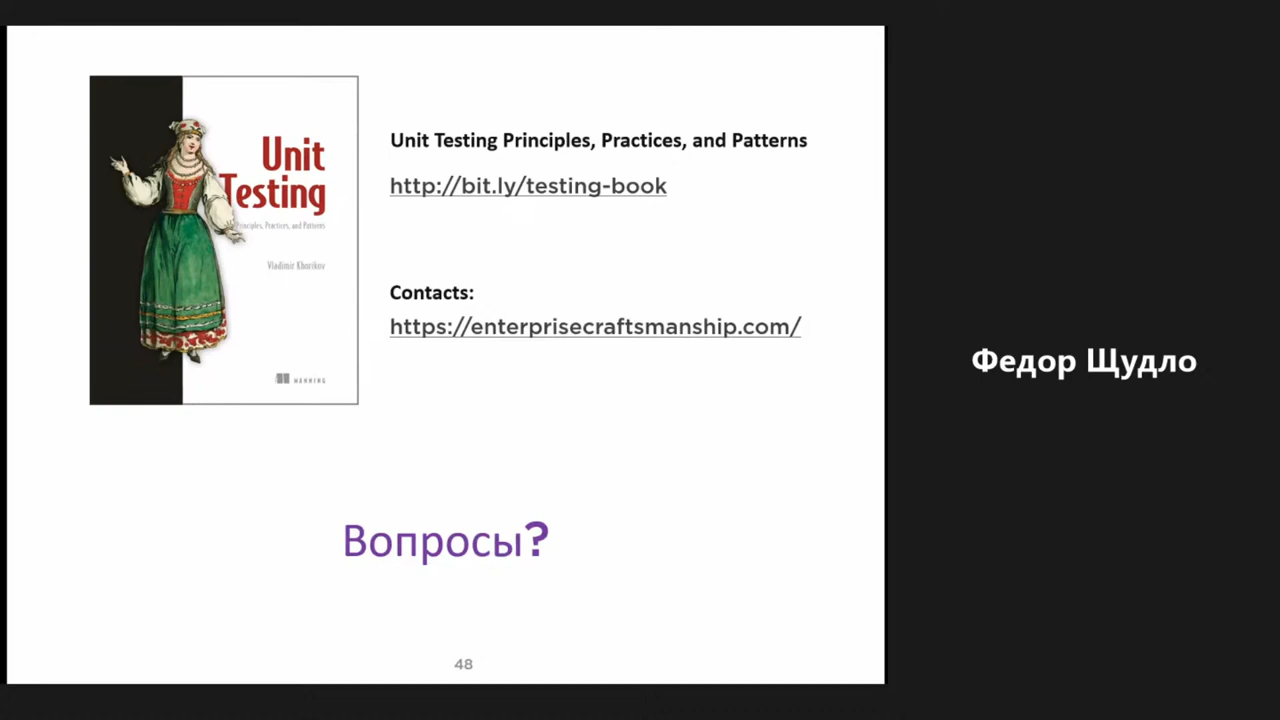 Unit
Testing
Principles, Practices, and Patterns
Vladimir Khorikov
MANNING
Unit Testing Principles, Practices, and Patterns
http://bit.ly/testing-book
Contacts:
https://enterprisecraftsmanship.com/
Вопросы?
48
Федор Щудло